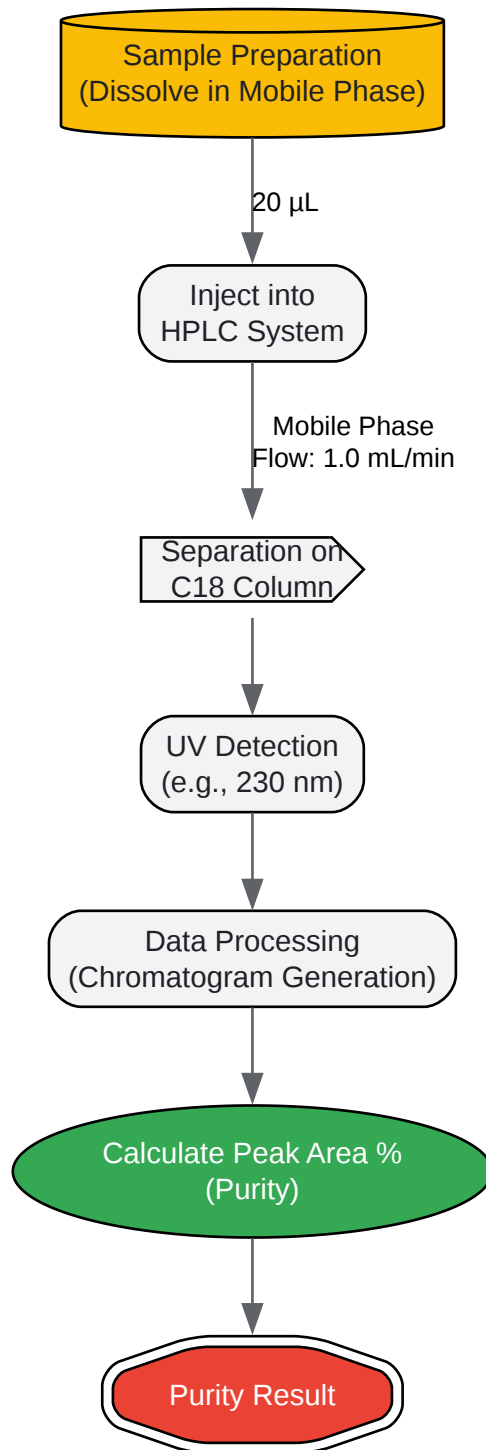 Sample Preparation
(Dissolve in Mobile Phase)
20 µL
Inject into
HPLC System
Mobile Phase
Flow: 1.0 mL/min
Separation on
C18 Column
UV Detection
(e.g., 230 nm)
Data Processing
(Chromatogram Generation)
Calculate Peak Area %
(Purity)
Purity Result